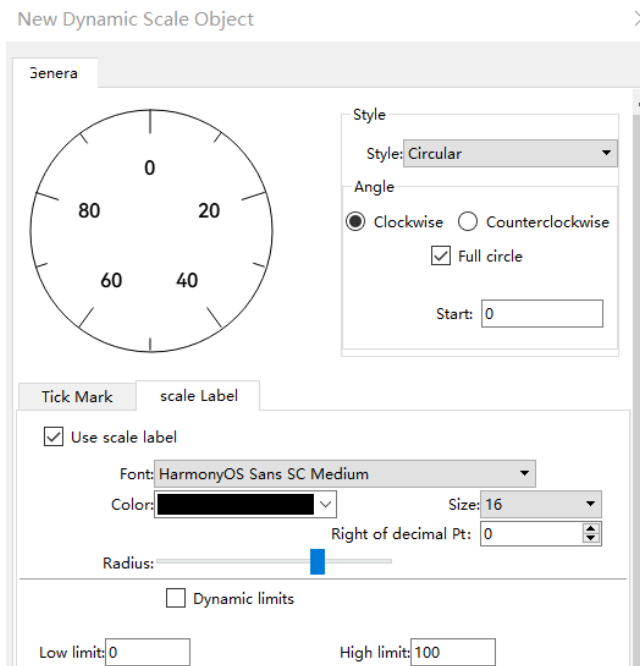 New Dynamic Scale Object
Genera
0
80
20
60
40
Style
Style: Circular
Angle
Clockwise
Counterclockwise
Full circle
Start: 0
Tick Mark
scale Label
Use scale label
Font: HarmonyOS Sans SC Medium
Color:
Size: 16
Right of decimal Pt: 0
Radius:
Dynamic limits
Low limit: 0
High limit: 100